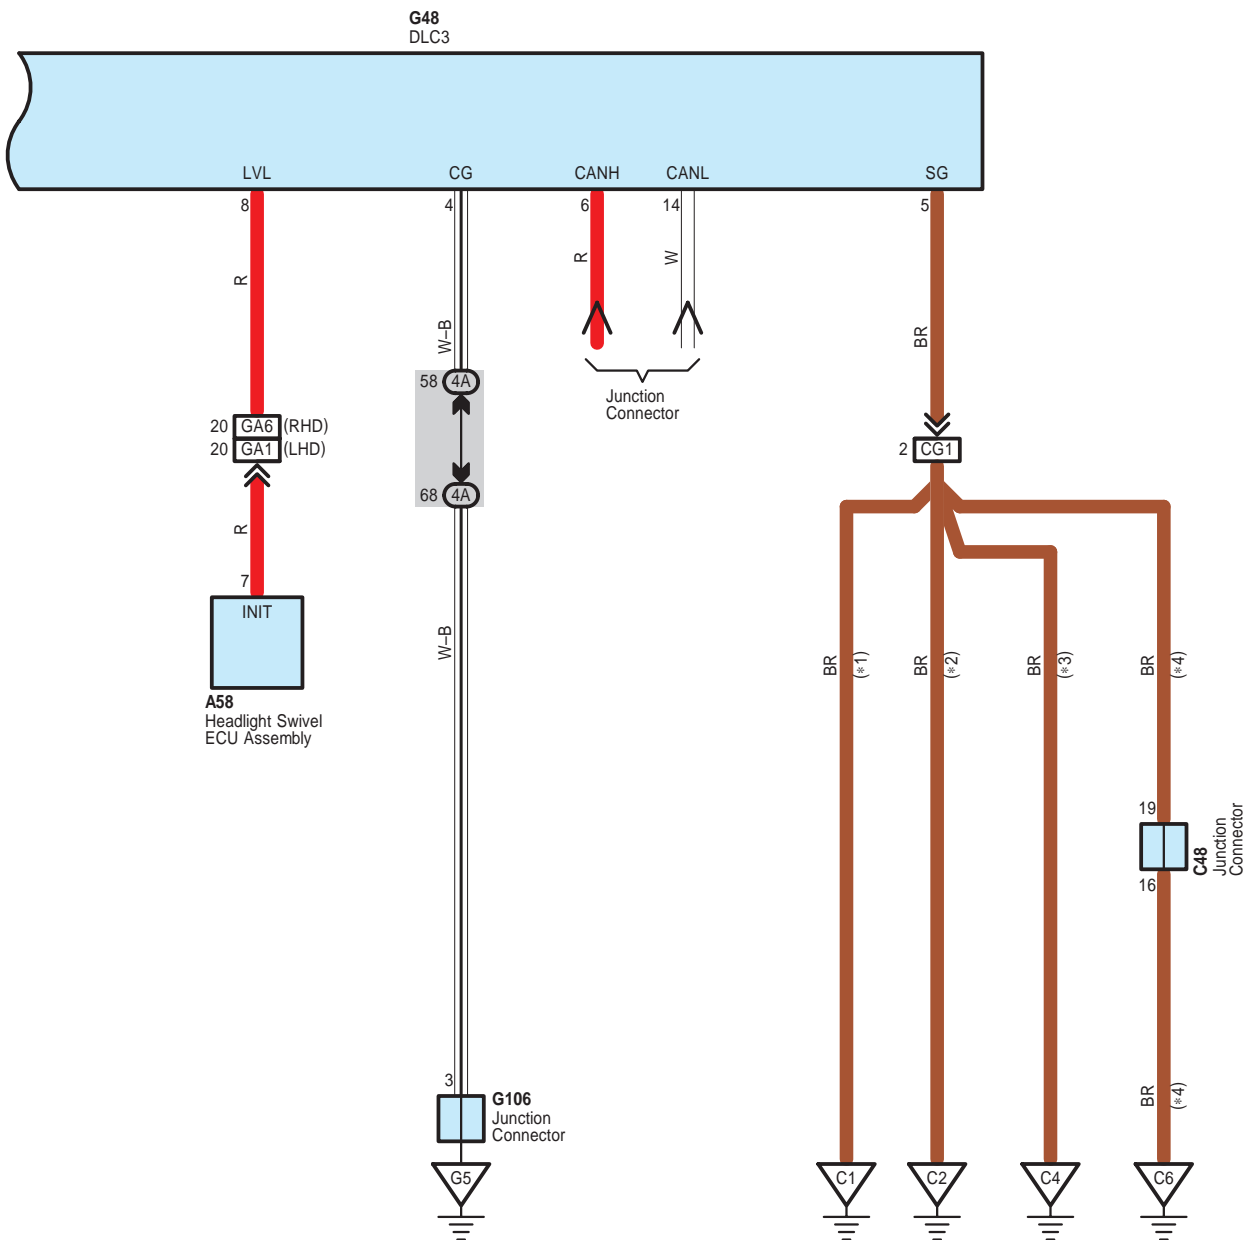 G48
DLC3
LVL CG CANH CANL SG
8 4 6 14 5
R
R
W
W–B
BR
58 4A
Junction
Connector
20 GA6 (RHD)
20 GA1 (LHD)
2 CG1
68 4A
R
7
INIT
W–B
BR (*1)
BR (*2)
BR (*3)
BR (*4)
A58
Headlight Swivel
ECU Assembly
19
C48
Junction
Connector
16
3
G106
Junction
Connector
BR (*4)
G5 C1 C2 C4 C6